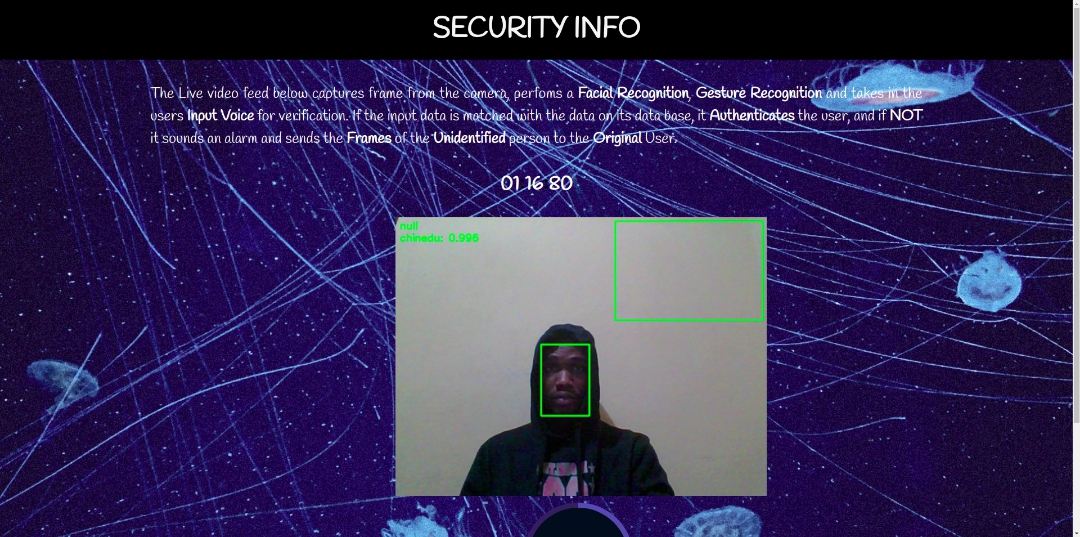 SECURITY INFO
The Live video feed below captures frame from the camera, perfoms a Facial Recognition, Gesture Recognition and takes in the
users Input Voice for verification. If the input data is matched with the data on its data base, it Authenticates the user, and if NOT
it sounds an alarm and sends the Frames of the Unidentified person to the Original User.
01 16 80
null
chinedu: 0.996